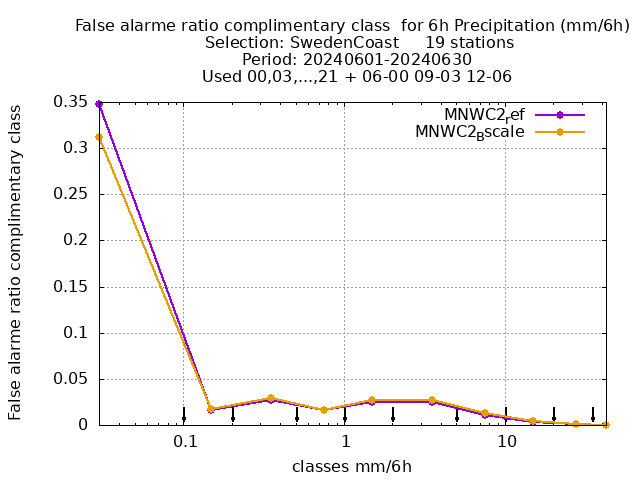 False alarme ratio complimentary class  for 6h Precipitation (mm/6h)
Selection: SwedenCoast     19 stations
Period: 20240601-20240630
Used 00,03,...,21 + 06-00 09-03 12-06
False alarme ratio complimentary class
0.35
0.3
0.25
0.2
0.15
0.1
0.05
0
MNWC2ref
MNWC2Bscale
0.1
1
10
classes mm/6h